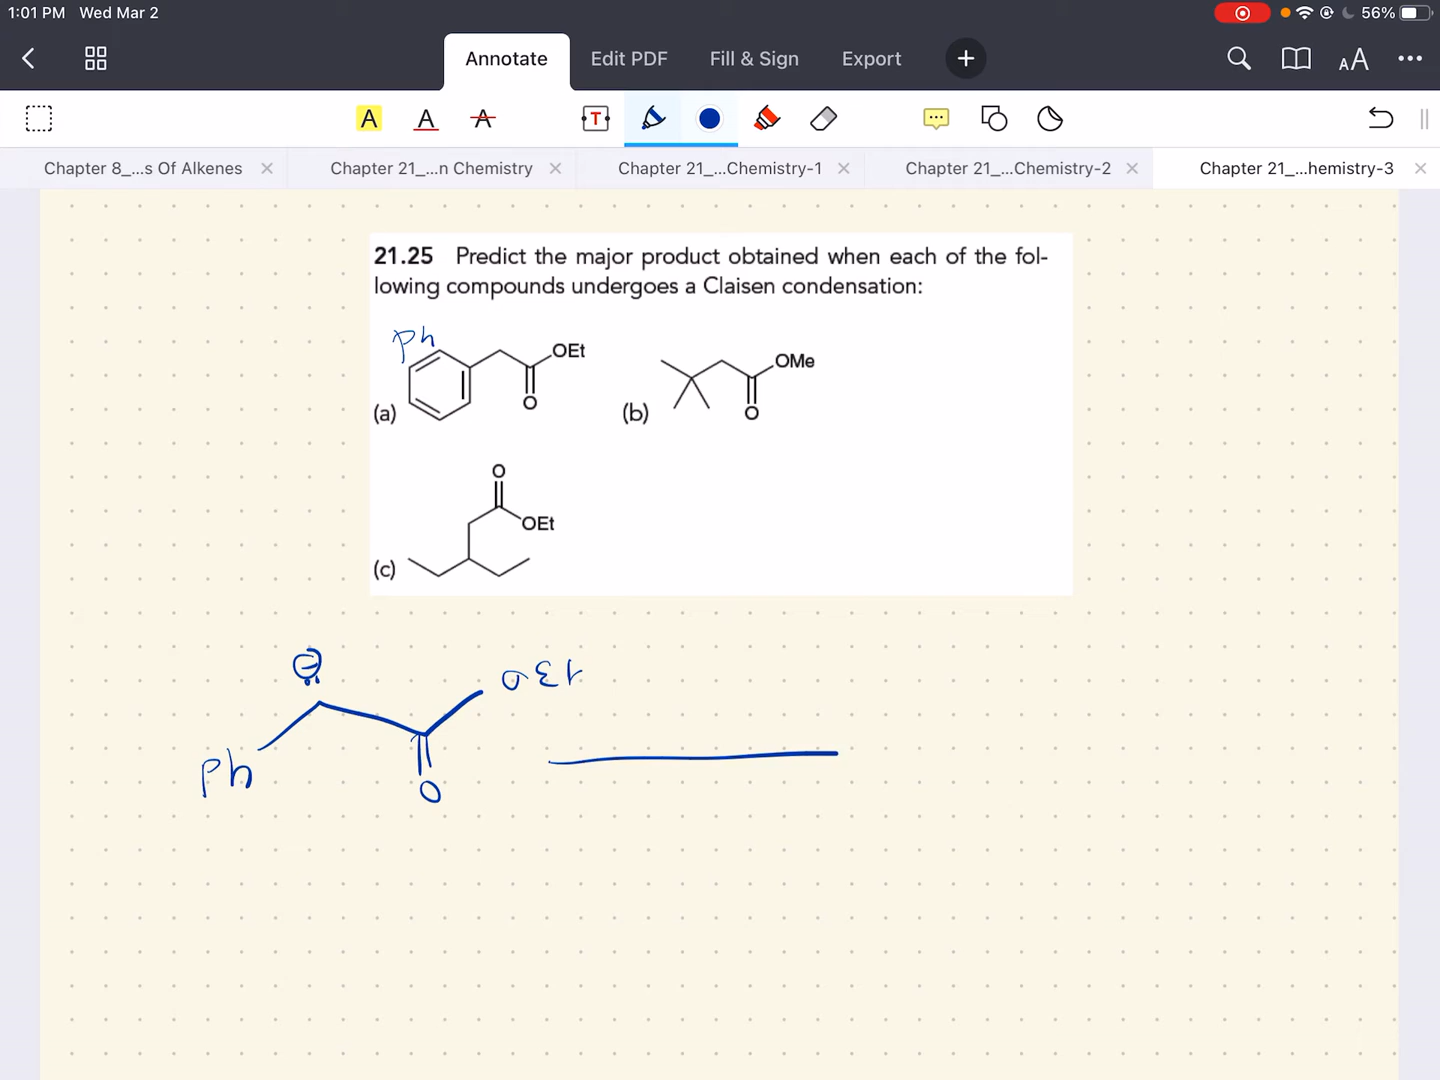 1:01 PM Wed Mar 2
56%
Annotate
Edit PDF
Fill & Sign
Export
AA
A A A T
Chapter 8_...s Of Alkenes
Chapter 21_...n Chemistry
Chapter 21_...Chemistry-1
Chapter 21_...Chemistry-2
Chapter 21_...hemistry-3
21.25 Predict the major product obtained when each of the fol-
lowing compounds undergoes a Claisen condensation:
Ph
OEt
O
(a)
OMe
O
(b)
O
OEt
(c)
OEt
Ph
O